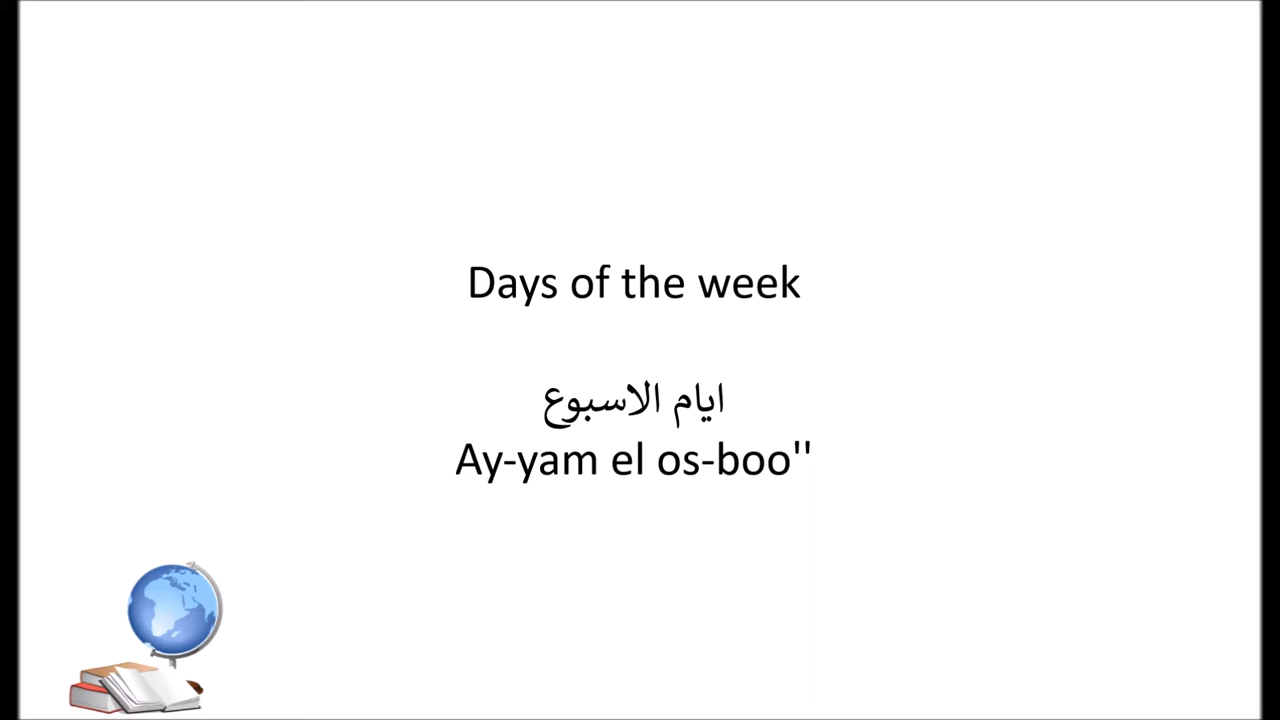 Days of the week
ايام الاسبوع
Ay-yam el os-boo''